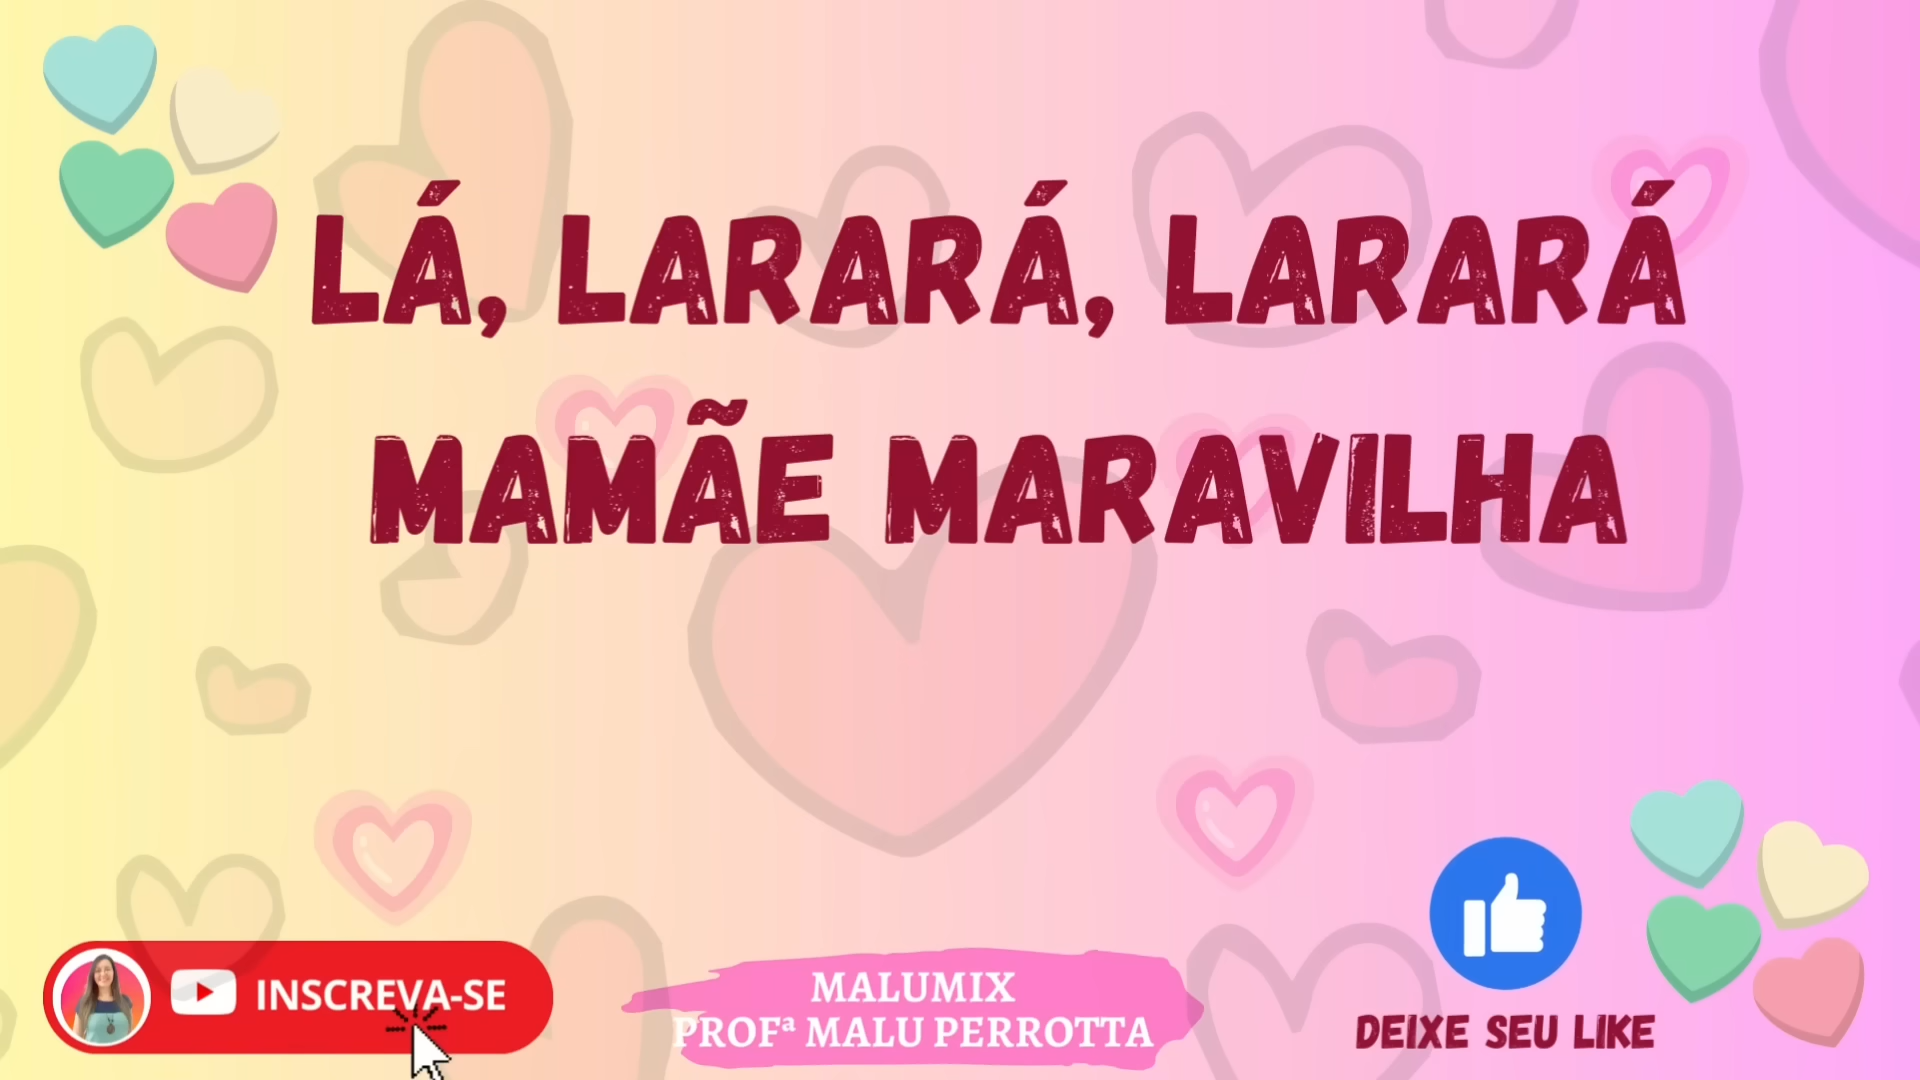 LÁ, LARARÁ, LARARÁ
MAMÃE MARAVILHA
INSCREVA-SE
MALUMIX
PROFª MALU PERROTTA
DEIXE SEU LIKE